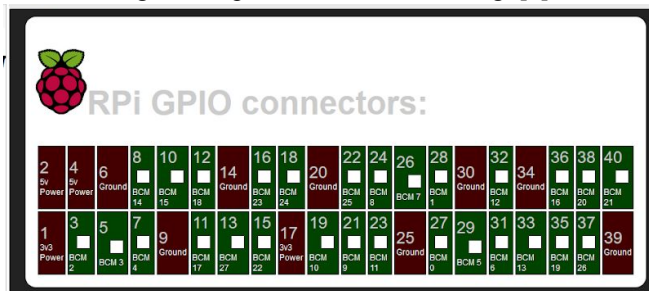 RPi GPIO connectors:
2 5v Power 4 5v Power 6 Ground 8 BCM 14 10 BCM 15 12 BCM 18 14 Ground 16 BCM 23 18 BCM 24 20 Ground 22 BCM 25 24 BCM 8 26 BCM 7 28 BCM 1 30 Ground 32 BCM 12 34 Ground 36 BCM 16 38 BCM 20 40 BCM 21
1 3v3 Power 3 BCM 2 5 BCM 3 7 BCM 4 9 Ground 11 BCM 17 13 BCM 27 15 BCM 22 17 3v3 Power 19 BCM 10 21 BCM 9 23 BCM 11 25 Ground 27 BCM 0 29 BCM 5 31 BCM 6 33 BCM 13 35 BCM 19 37 BCM 26 39 Ground